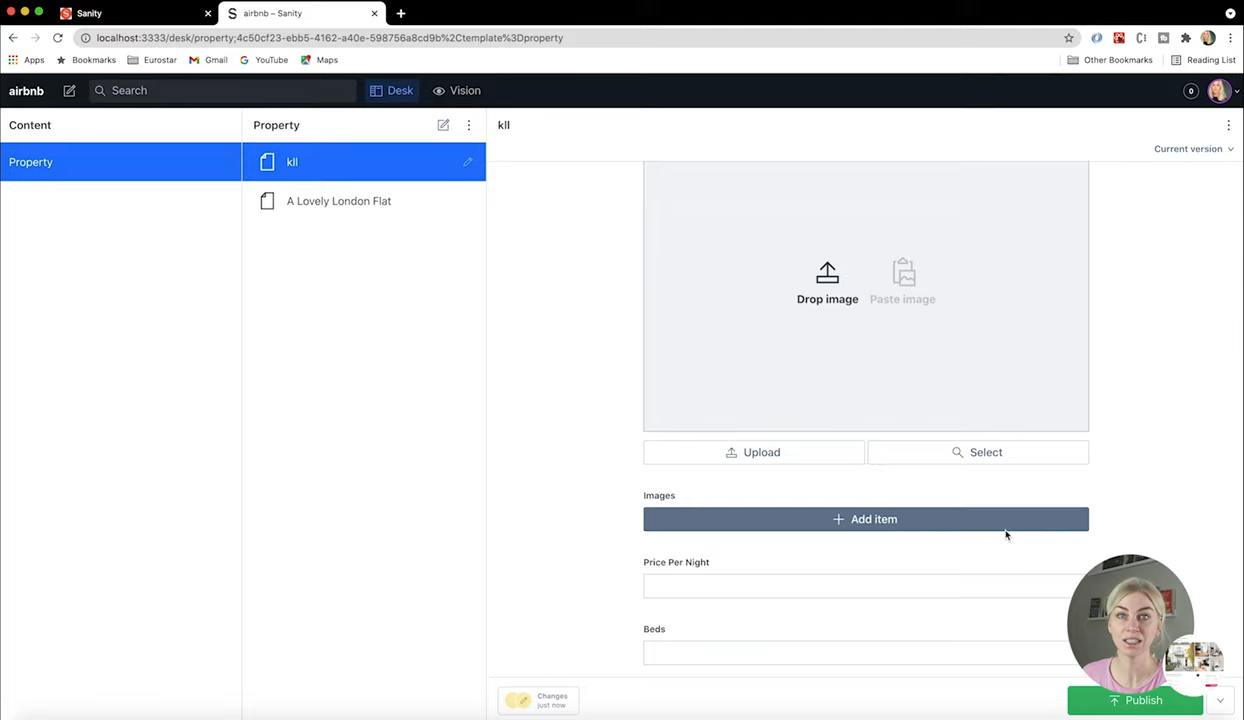 Sanity
airbnb – Sanity
localhost:3333/desk/property;4c50cf23-ebb5-4162-a40e-598756a8cd9b%2Ctemplate%3Dproperty
Apps Bookmarks Eurostar Gmail YouTube Maps Other Bookmarks Reading List
airbnb Search Desk Vision 0
Content Property kll
Current version
Property kll
A Lovely London Flat
Drop image Paste image
Upload Select
Images
Add item
Price Per Night
Beds
Changes
just now
Publish